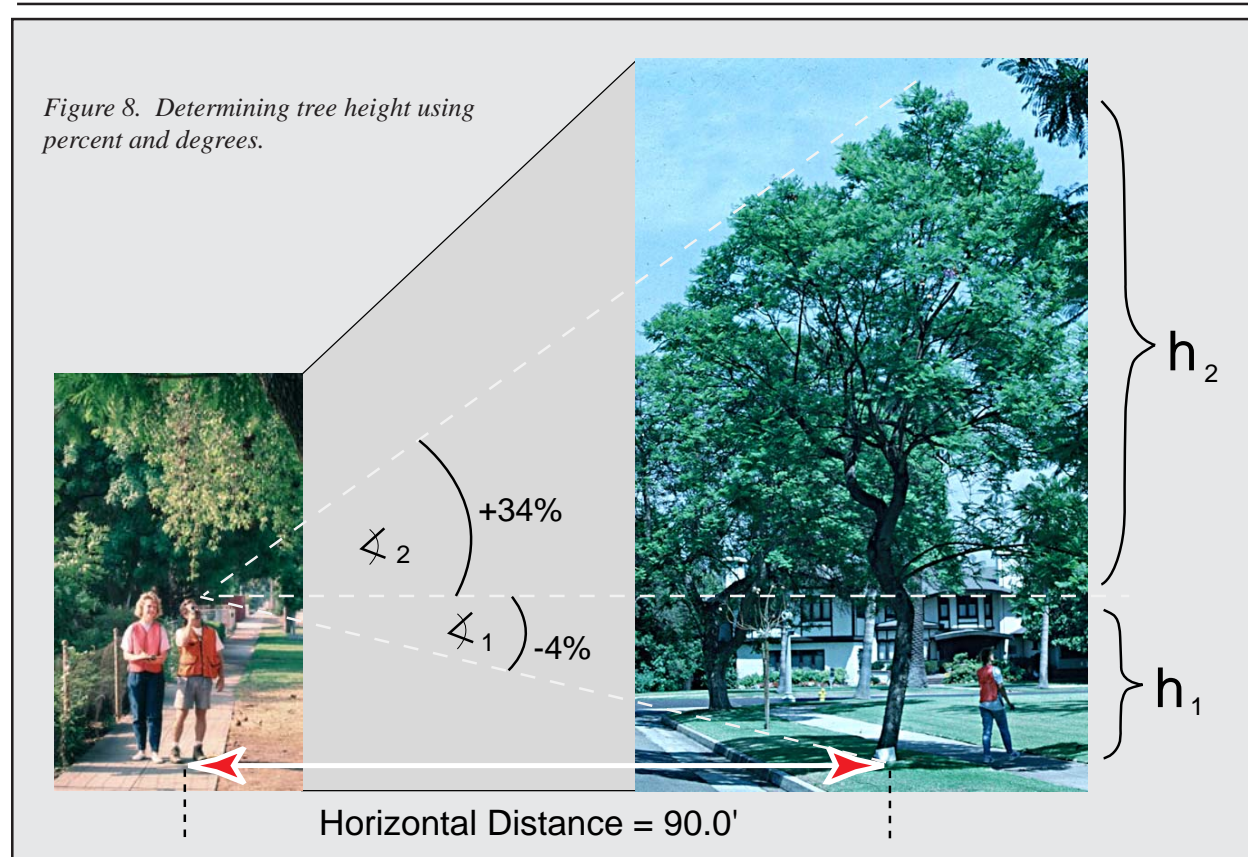 Figure 8. Determining tree height using
percent and degrees.
h2
+34%
∡ 2
∡ 1
-4%
h1
Horizontal Distance = 90.0'